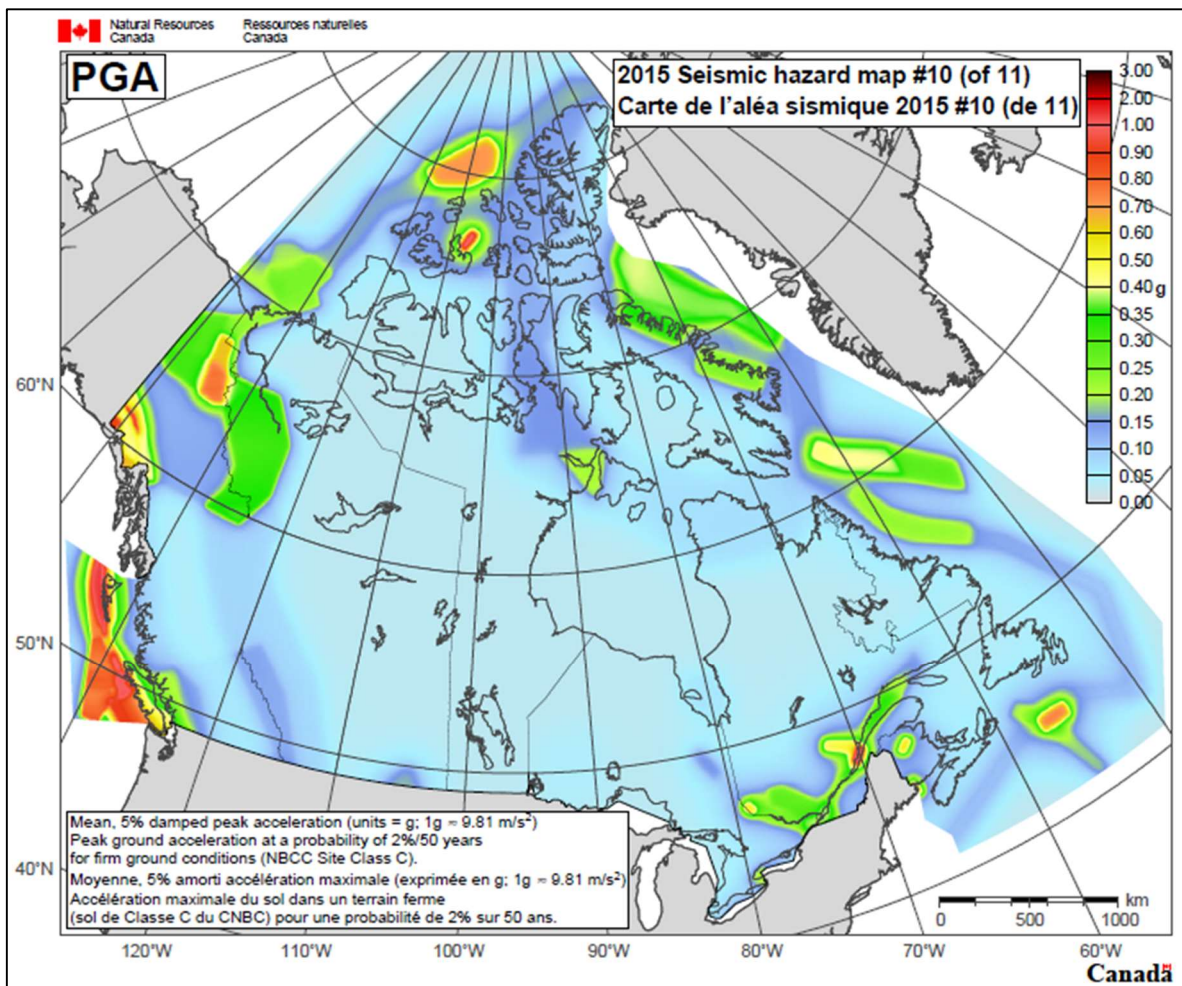 Natural Resources Ressources naturelles
Canada Canada
PGA
2015 Seismic hazard map #10 (of 11)
Carte de l'aléa sismique 2015 #10 (de 11)
3.00
2.00
1.00
0.90
0.80
0.70
0.60
0.50
0.40 g
0.35
0.30
0.25
0.20
0.15
0.10
0.05
0.00
60°N
50°N
40°N
Mean, 5% damped peak acceleration (units = g; 1g ≈ 9.81 m/s²)
Peak ground acceleration at a probability of 2%/50 years
for firm ground conditions (NBCC Site Class C).
Moyenne, 5% amorti accélération maximale (exprimée en g; 1g ≈ 9.81 m/s²)
Accélération maximale du sol dans un terrain ferme
(sol de Classe C du CNBC) pour une probabilité de 2% sur 50 ans.
km
0 500 1000
120°W 110°W 100°W 90°W 80°W 70°W 60°W
Canada